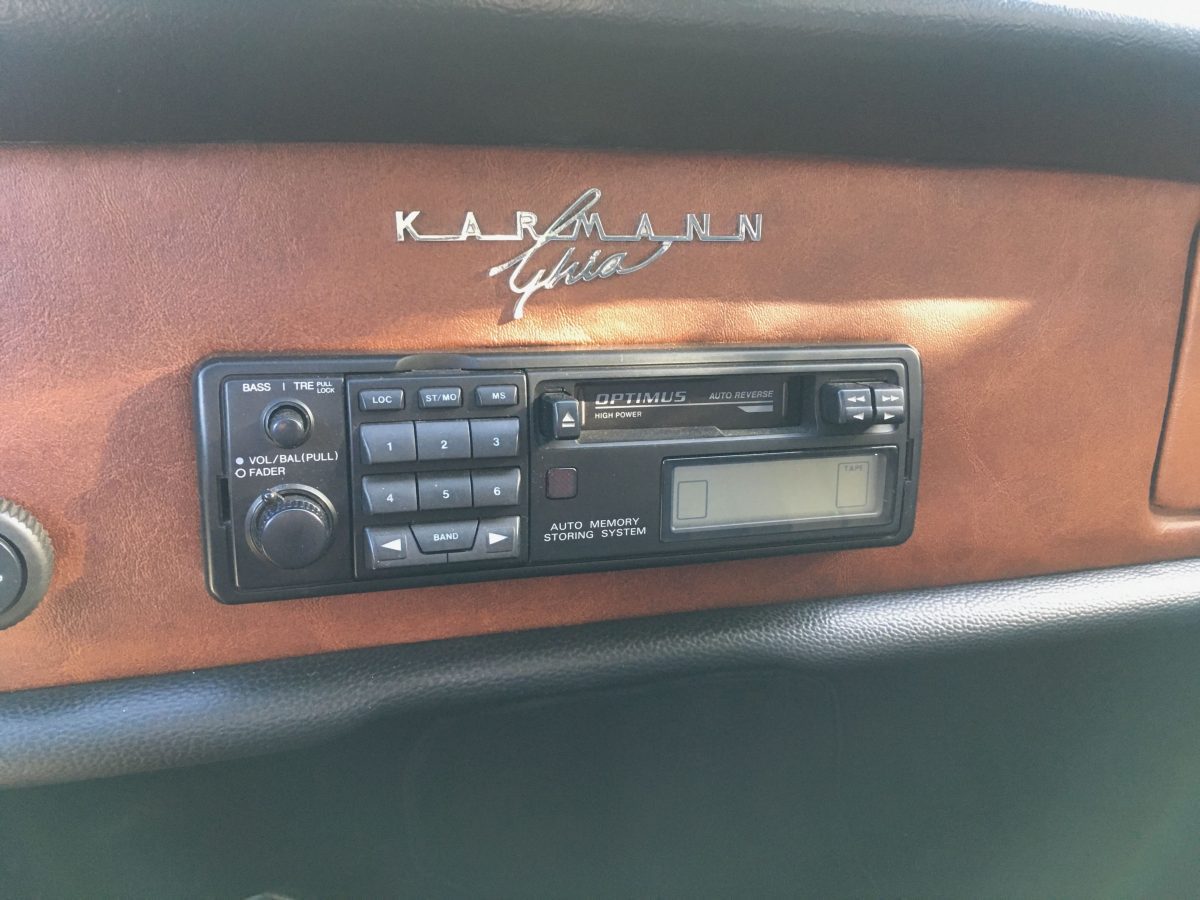 KARMANN
Ghia
BASS | TRE PULL LOCK
LOC ST/MO MS
OPTIMUS AUTO REVERSE
HIGH POWER
◀◀ ▶▶
◀ ▶
1 2 3
VOL/BAL(PULL)
FADER
4 5 6
TAPE
◀ BAND ▶
AUTO MEMORY
STORING SYSTEM